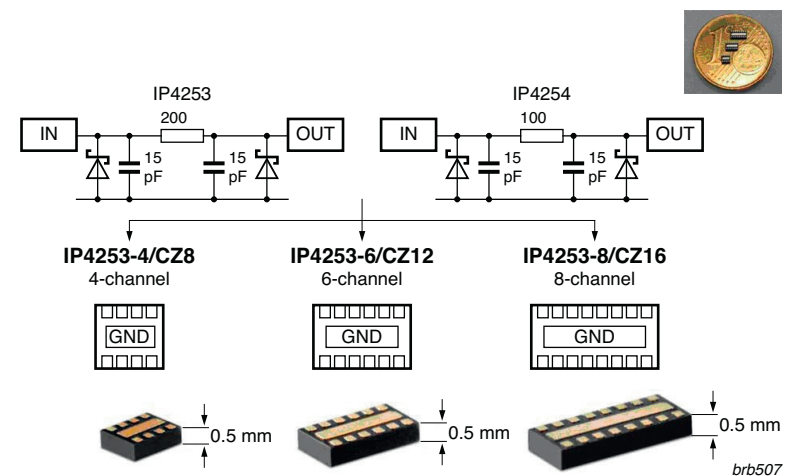 IP4253
200
IN
OUT
15
pF
15
pF
IP4254
100
IN
OUT
15
pF
15
pF
IP4253-4/CZ8
4-channel
GND
IP4253-6/CZ12
6-channel
GND
IP4253-8/CZ16
8-channel
GND
0.5 mm
0.5 mm
0.5 mm
brb507